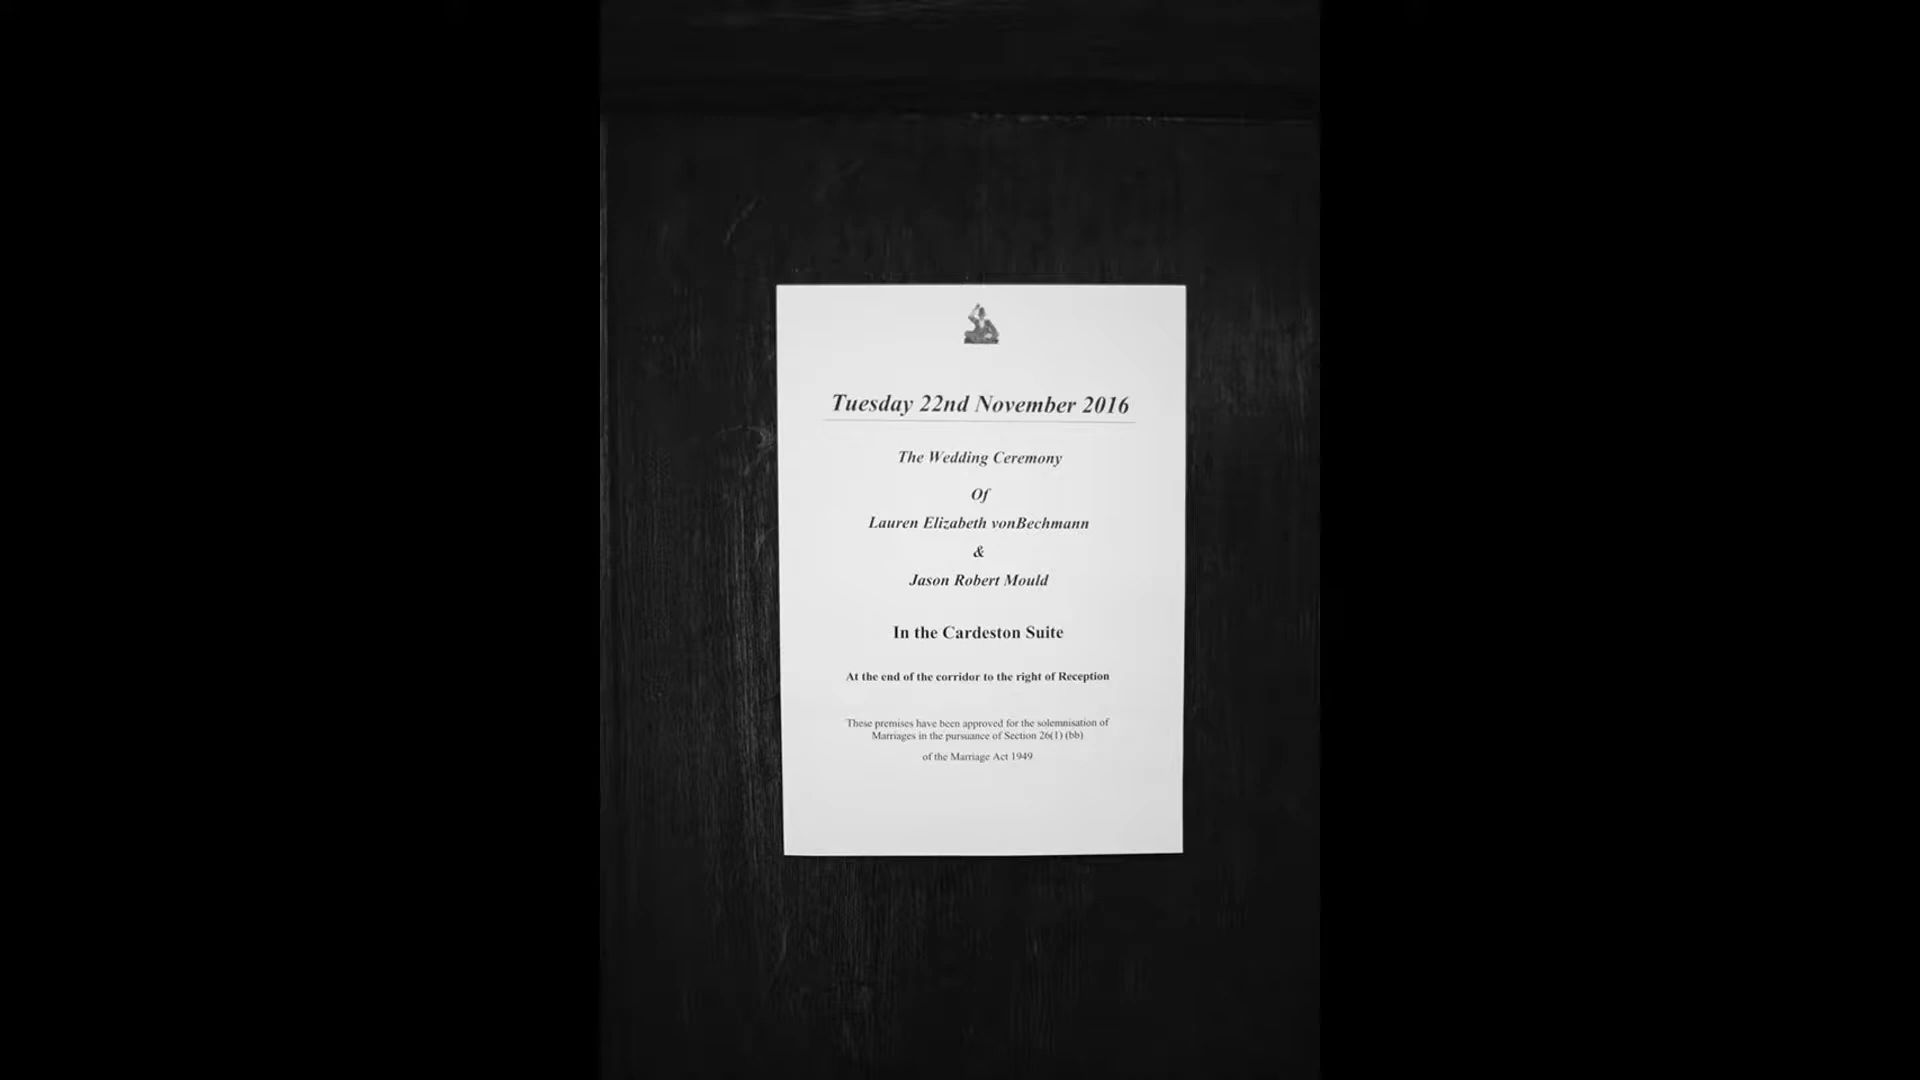 Tuesday 22nd November 2016
The Wedding Ceremony
Of
Lauren Elizabeth vonBechmann
&
Jason Robert Mould
In the Cardeston Suite
At the end of the corridor to the right of Reception
These premises have been approved for the solemnisation of
Marriages in the pursuance of Section 26(1) (bb)
of the Marriage Act 1949